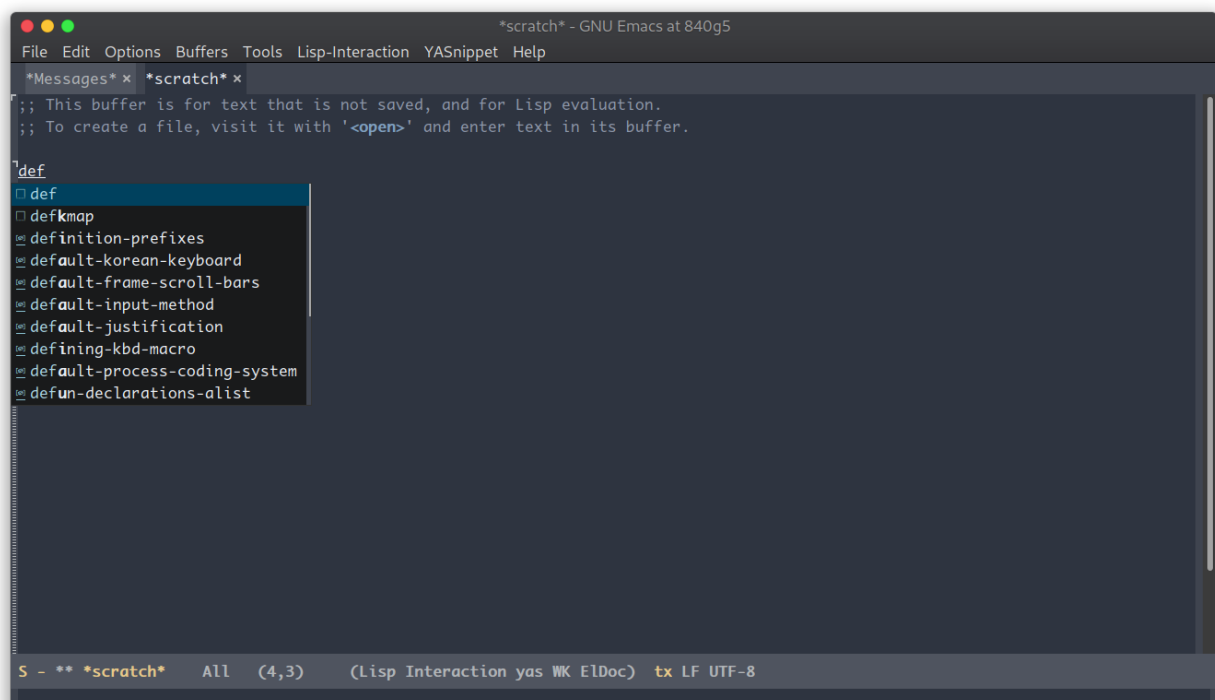 *scratch* - GNU Emacs at 840g5
File Edit Options Buffers Tools Lisp-Interaction YASnippet Help
*Messages* × *scratch* ×
;; This buffer is for text that is not saved, and for Lisp evaluation.
;; To create a file, visit it with '<open>' and enter text in its buffer.
def
def
defkmap
definition-prefixes
default-korean-keyboard
default-frame-scroll-bars
default-input-method
default-justification
defining-kbd-macro
default-process-coding-system
defun-declarations-alist
S - ** *scratch* All (4,3) (Lisp Interaction yas WK ElDoc) tx LF UTF-8